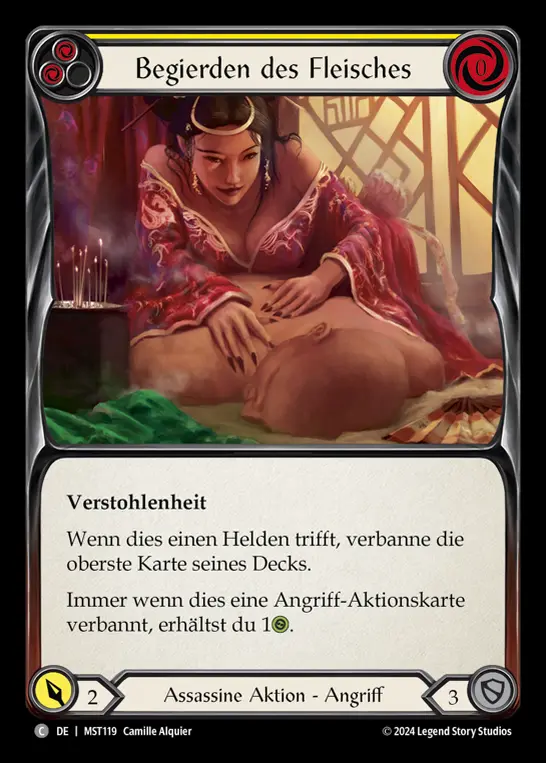 Begierden des Fleisches
0
Verstohlenheit
Wenn dies einen Helden trifft, verbanne die
oberste Karte seines Decks.
Immer wenn dies eine Angriff-Aktionskarte
verbannt, erhältst du 1.
2 Assassine Aktion - Angriff 3
C DE | MST119 Camille Alquier © 2024 Legend Story Studios